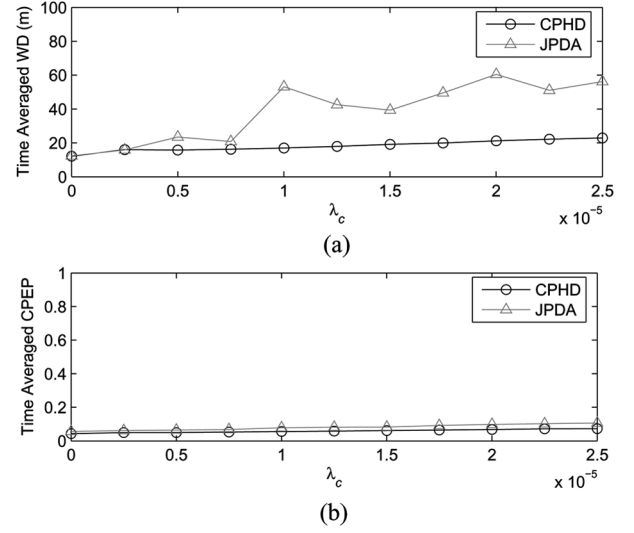 Time Averaged WD (m)
100
80
60
40
20
0
CPHD
JPDA
0 0.5 1 1.5 2 2.5
λc
x 10⁻⁵
(a)
Time Averaged CPEP
1
0.8
0.6
0.4
0.2
0
CPHD
JPDA
0 0.5 1 1.5 2 2.5
λc
x 10⁻⁵
(b)